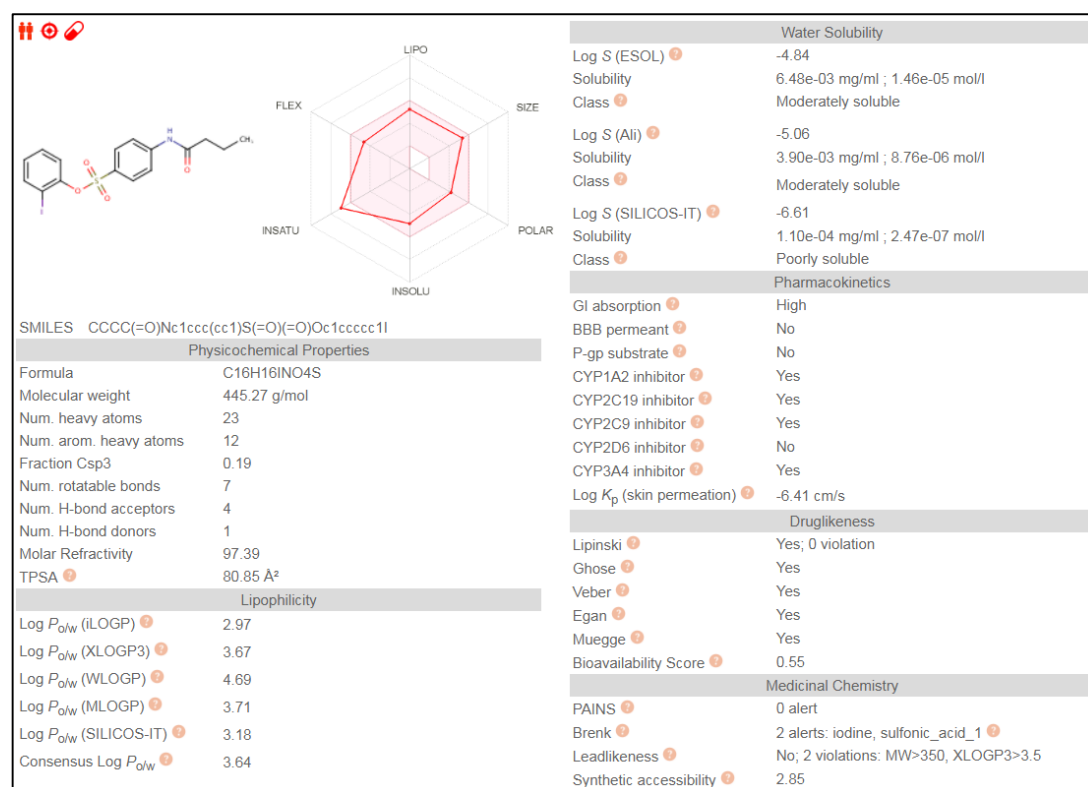 LIPO
FLEX
SIZE
INSATU
POLAR
INSOLU
H
N
CH₃
O
O
S
O
O
I
SMILES CCCC(=O)Nc1ccc(cc1)S(=O)(=O)Oc1ccccc1I
Physicochemical Properties
Formula C16H16INO4S
Molecular weight 445.27 g/mol
Num. heavy atoms 23
Num. arom. heavy atoms 12
Fraction Csp3 0.19
Num. rotatable bonds 7
Num. H-bond acceptors 4
Num. H-bond donors 1
Molar Refractivity 97.39
TPSA ? 80.85 Å²
Lipophilicity
Log Po/w (iLOGP) ? 2.97
Log Po/w (XLOGP3) ? 3.67
Log Po/w (WLOGP) ? 4.69
Log Po/w (MLOGP) ? 3.71
Log Po/w (SILICOS-IT) ? 3.18
Consensus Log Po/w ? 3.64
Water Solubility
Log S (ESOL) ? -4.84
Solubility 6.48e-03 mg/ml ; 1.46e-05 mol/l
Class ? Moderately soluble
Log S (Ali) ? -5.06
Solubility 3.90e-03 mg/ml ; 8.76e-06 mol/l
Class ? Moderately soluble
Log S (SILICOS-IT) ? -6.61
Solubility 1.10e-04 mg/ml ; 2.47e-07 mol/l
Class ? Poorly soluble
Pharmacokinetics
GI absorption ? High
BBB permeant ? No
P-gp substrate ? No
CYP1A2 inhibitor ? Yes
CYP2C19 inhibitor ? Yes
CYP2C9 inhibitor ? Yes
CYP2D6 inhibitor ? No
CYP3A4 inhibitor ? Yes
Log Kp (skin permeation) ? -6.41 cm/s
Druglikeness
Lipinski ? Yes; 0 violation
Ghose ? Yes
Veber ? Yes
Egan ? Yes
Muegge ? Yes
Bioavailability Score ? 0.55
Medicinal Chemistry
PAINS ? 0 alert
Brenk ? 2 alerts: iodine, sulfonic_acid_1 ?
Leadlikeness ? No; 2 violations: MW>350, XLOGP3>3.5
Synthetic accessibility ? 2.85